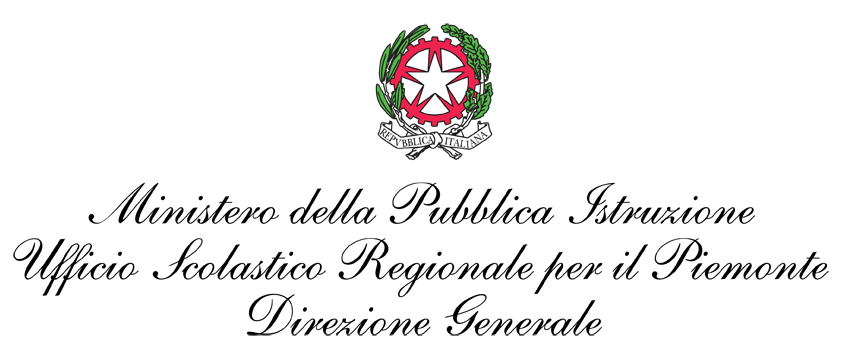 REPVBBLICA ITALIANA
Ministero della Pubblica Istruzione
Ufficio Scolastico Regionale per il Piemonte
Direzione Generale